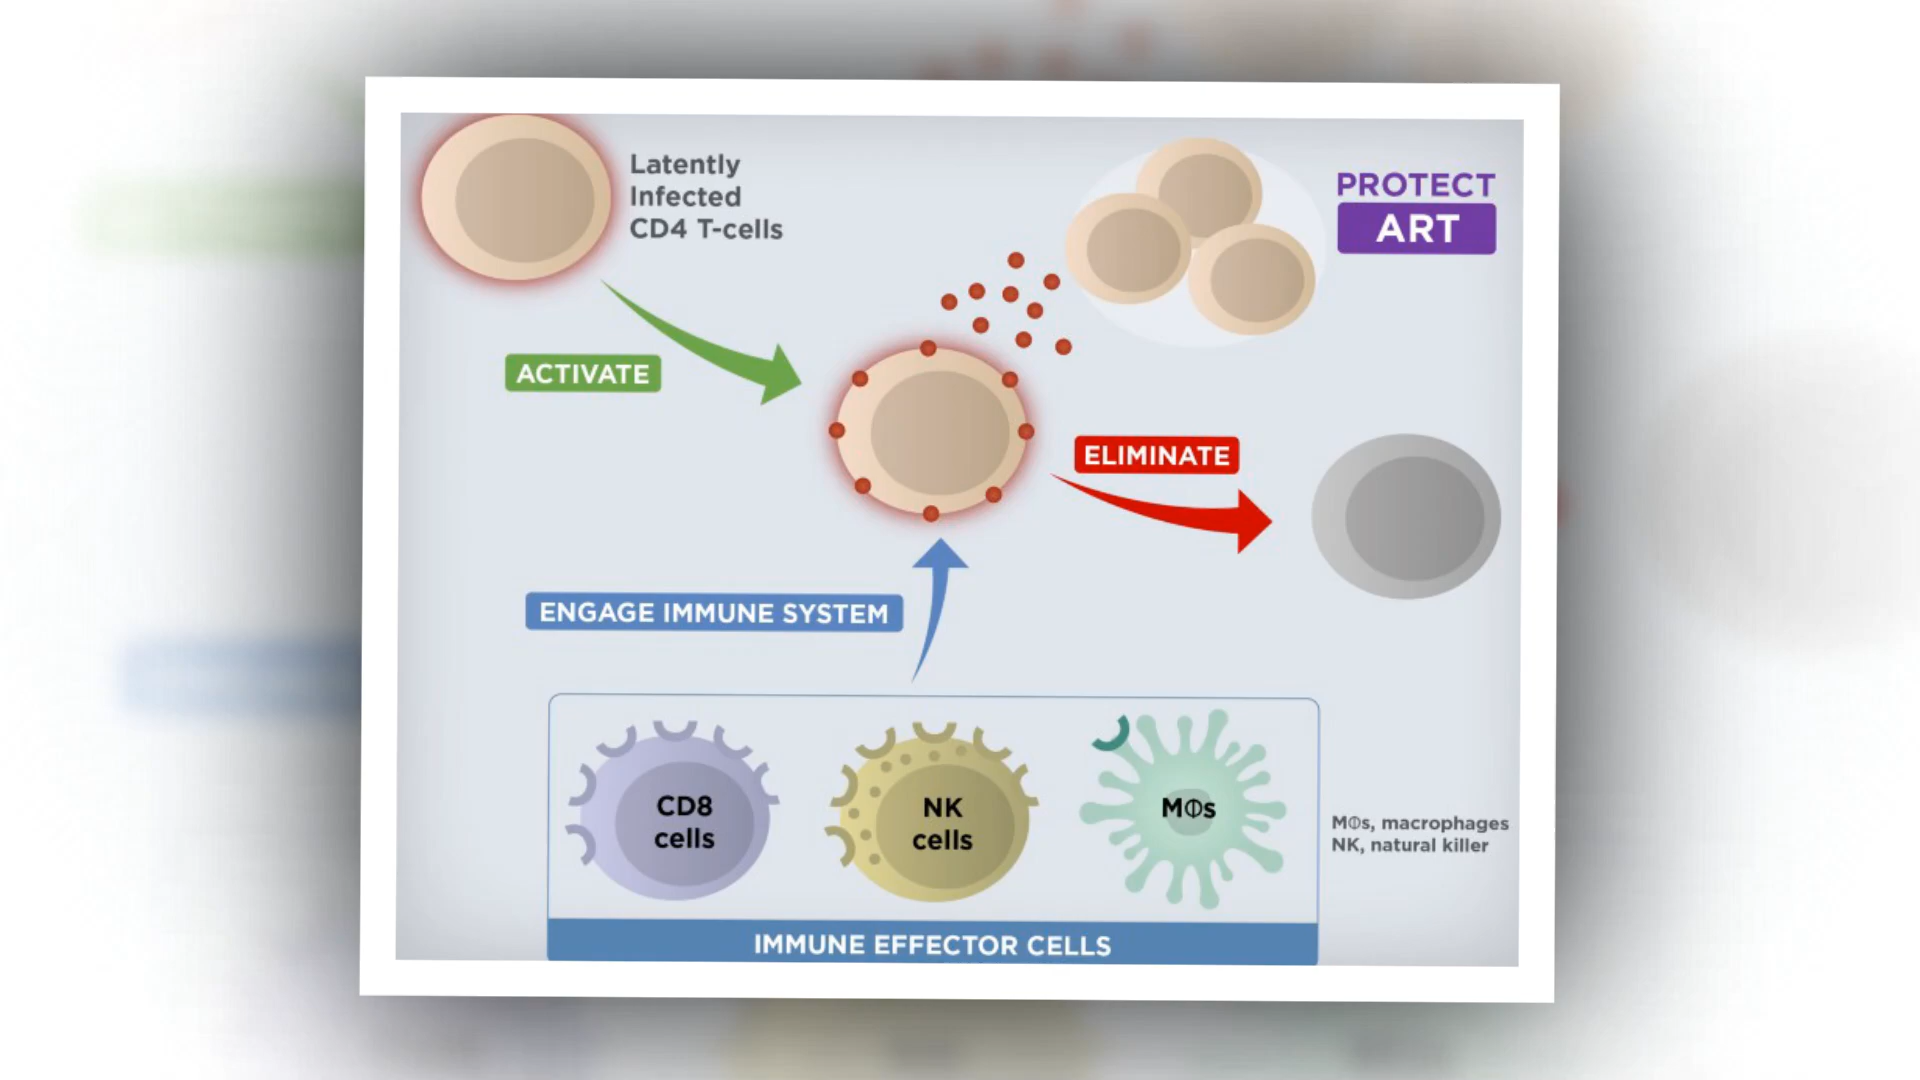 Latently
Infected
CD4 T-cells
PROTECT
ART
ACTIVATE
ELIMINATE
ENGAGE IMMUNE SYSTEM
CD8
cells
NK
cells
MΦs
MΦs, macrophages
NK, natural killer
IMMUNE EFFECTOR CELLS